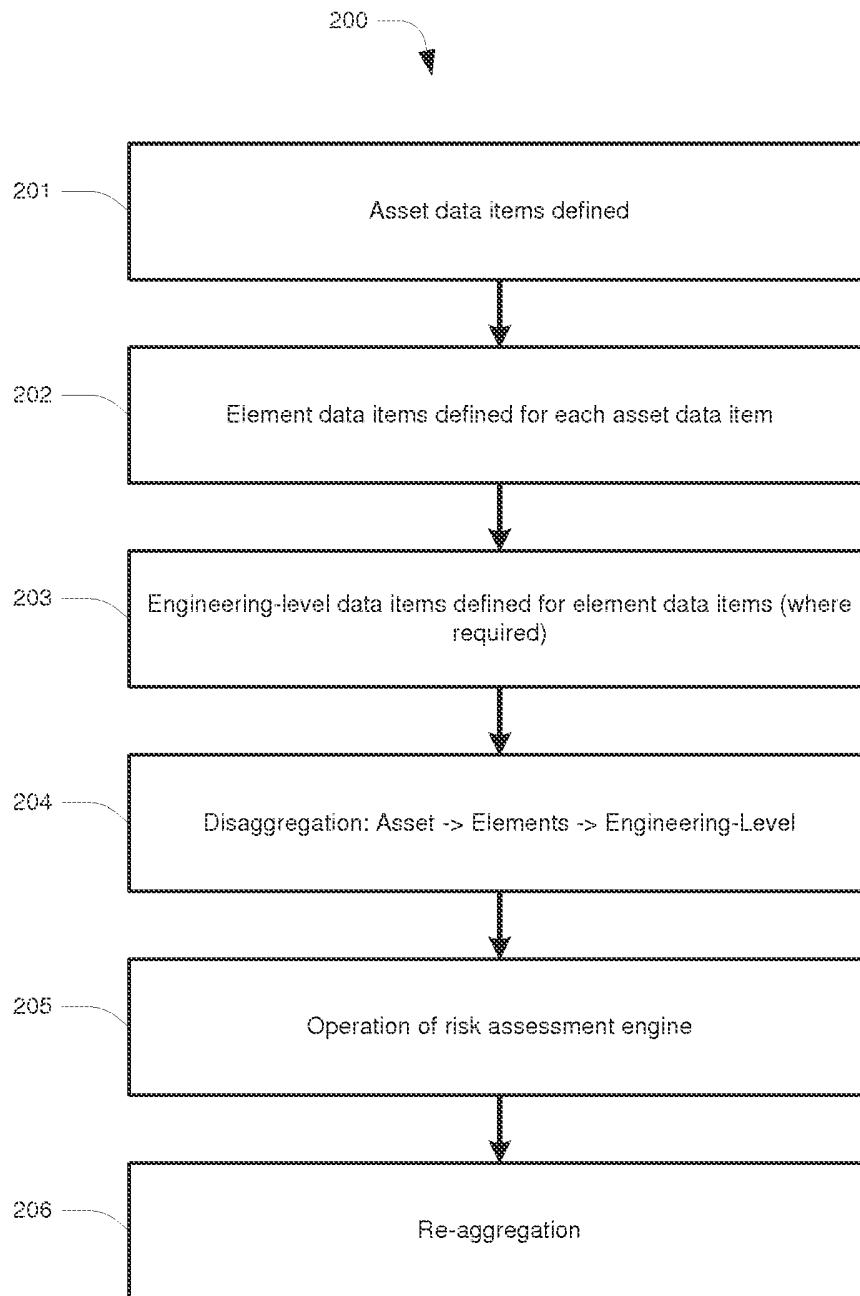 200
201
Asset data items defined
202
Element data items defined for each asset data item
203
Engineering-level data items defined for element data items (where
required)
204
Disaggregation: Asset -> Elements -> Engineering-Level
205
Operation of risk assessment engine
206
Re-aggregation